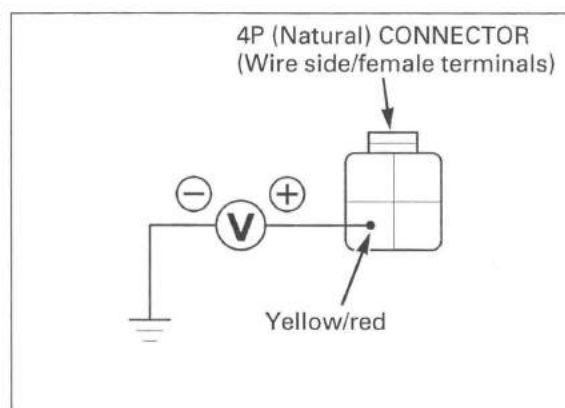 4P (Natural) CONNECTOR
(Wire side/female terminals)
− +
V
Yellow/red